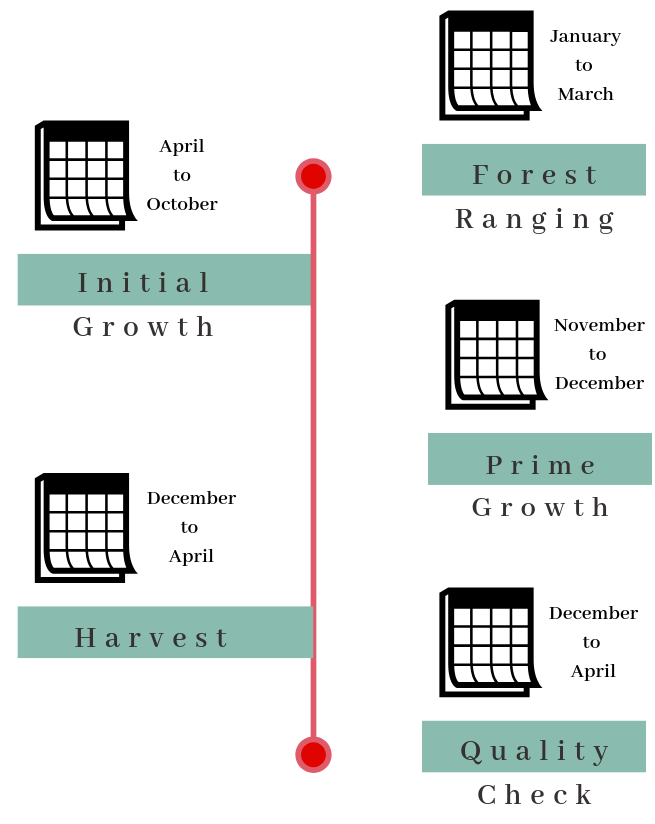 January
to
March
Forest
Ranging
April
to
October
Initial
Growth
November
to
December
Prime
Growth
December
to
April
Harvest
December
to
April
Quality
Check